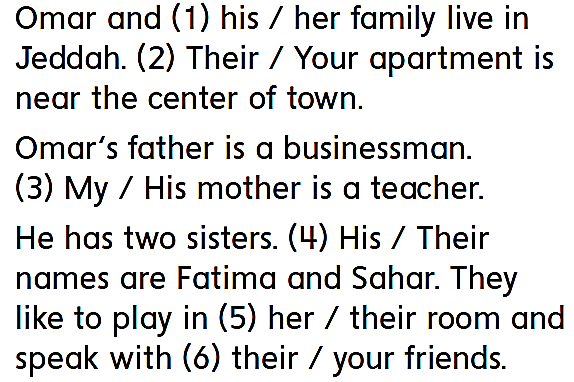 Omar and (1) his / her family live in
Jeddah. (2) Their / Your apartment is
near the center of town.
Omar's father is a businessman.
(3) My / His mother is a teacher.
He has two sisters. (4) His / Their
names are Fatima and Sahar. They
like to play in (5) her / their room and
speak with (6) their / your friends.